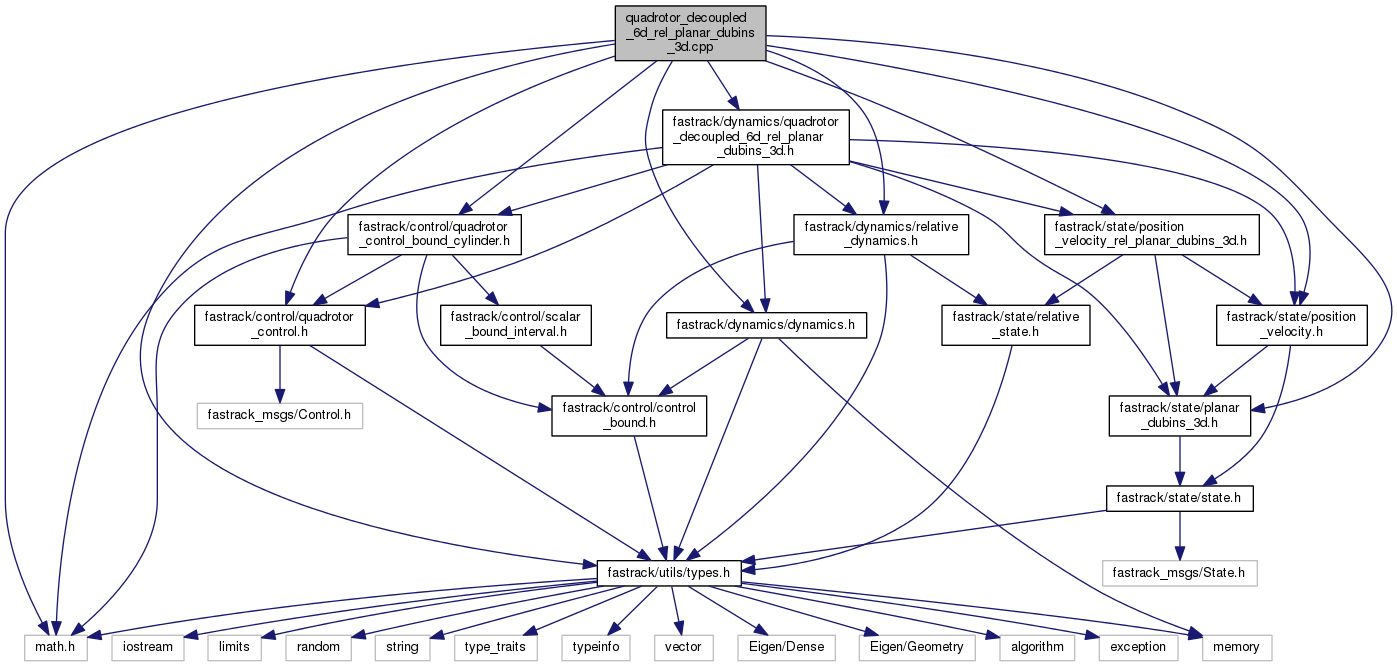 quadrotor_decoupled
_6d_rel_planar_dubins
_3d.cpp
fastrack/dynamics/quadrotor
_decoupled_6d_rel_planar
_dubins_3d.h
fastrack/control/quadrotor
_control_bound_cylinder.h
fastrack/dynamics/relative
_dynamics.h
fastrack/state/position
_velocity_rel_planar_dubins_3d.h
fastrack/control/quadrotor
_control.h
fastrack/control/scalar
_bound_interval.h
fastrack/dynamics/dynamics.h
fastrack/state/relative
_state.h
fastrack/state/position
_velocity.h
fastrack_msgs/Control.h
fastrack/control/control
_bound.h
fastrack/state/planar
_dubins_3d.h
fastrack/state/state.h
fastrack/utils/types.h
fastrack_msgs/State.h
math.h
iostream
limits
random
string
type_traits
typeinfo
vector
Eigen/Dense
Eigen/Geometry
algorithm
exception
memory